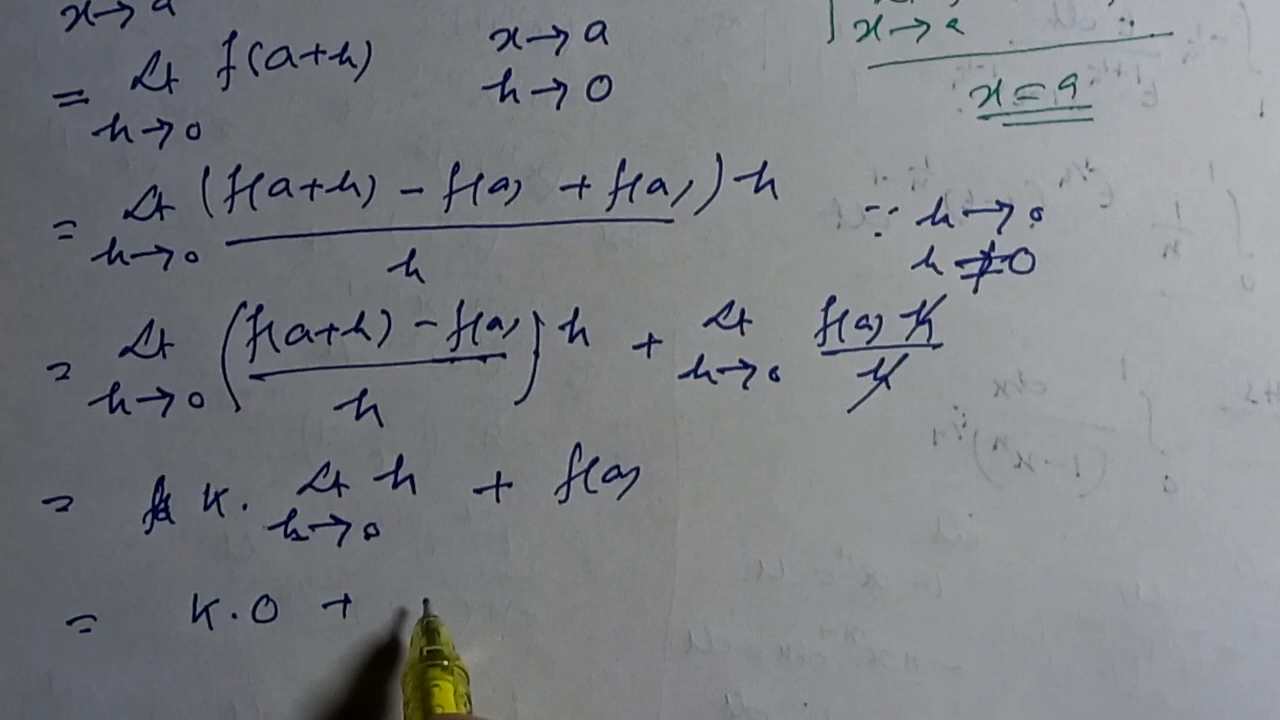 x→a
= Lt f(a+h) x→a
h→0 h→0
x→a
x=a
= Lt (f(a+h) - f(a) + f(a)) h
h→0 h
∵ h→0
h≠0
= Lt (f(a+h) - f(a)) h + Lt f(a) h
h→0 h h→0 h
= K. Lt h + f(a)
h→0
= K.0 +